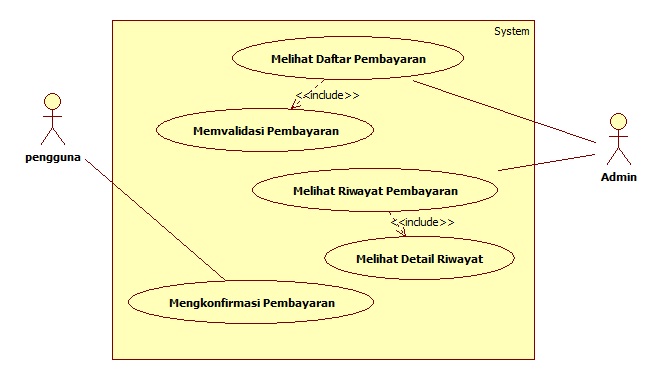 System
Melihat Daftar Pembayaran
<<include>>
Memvalidasi Pembayaran
pengguna
Admin
Melihat Riwayat Pembayaran
<<include>>
Melihat Detail Riwayat
Mengkonfirmasi Pembayaran